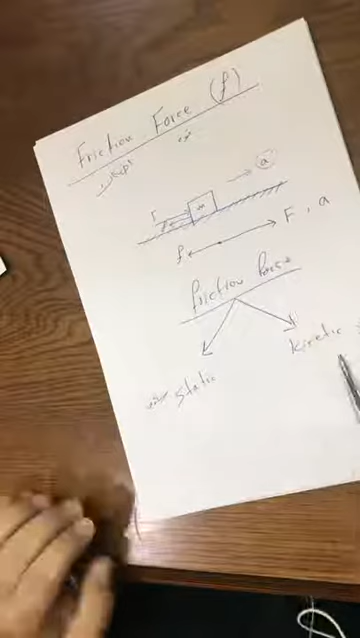 Friction Force (f)
a
m
F , a
f
friction force
static
kinetic